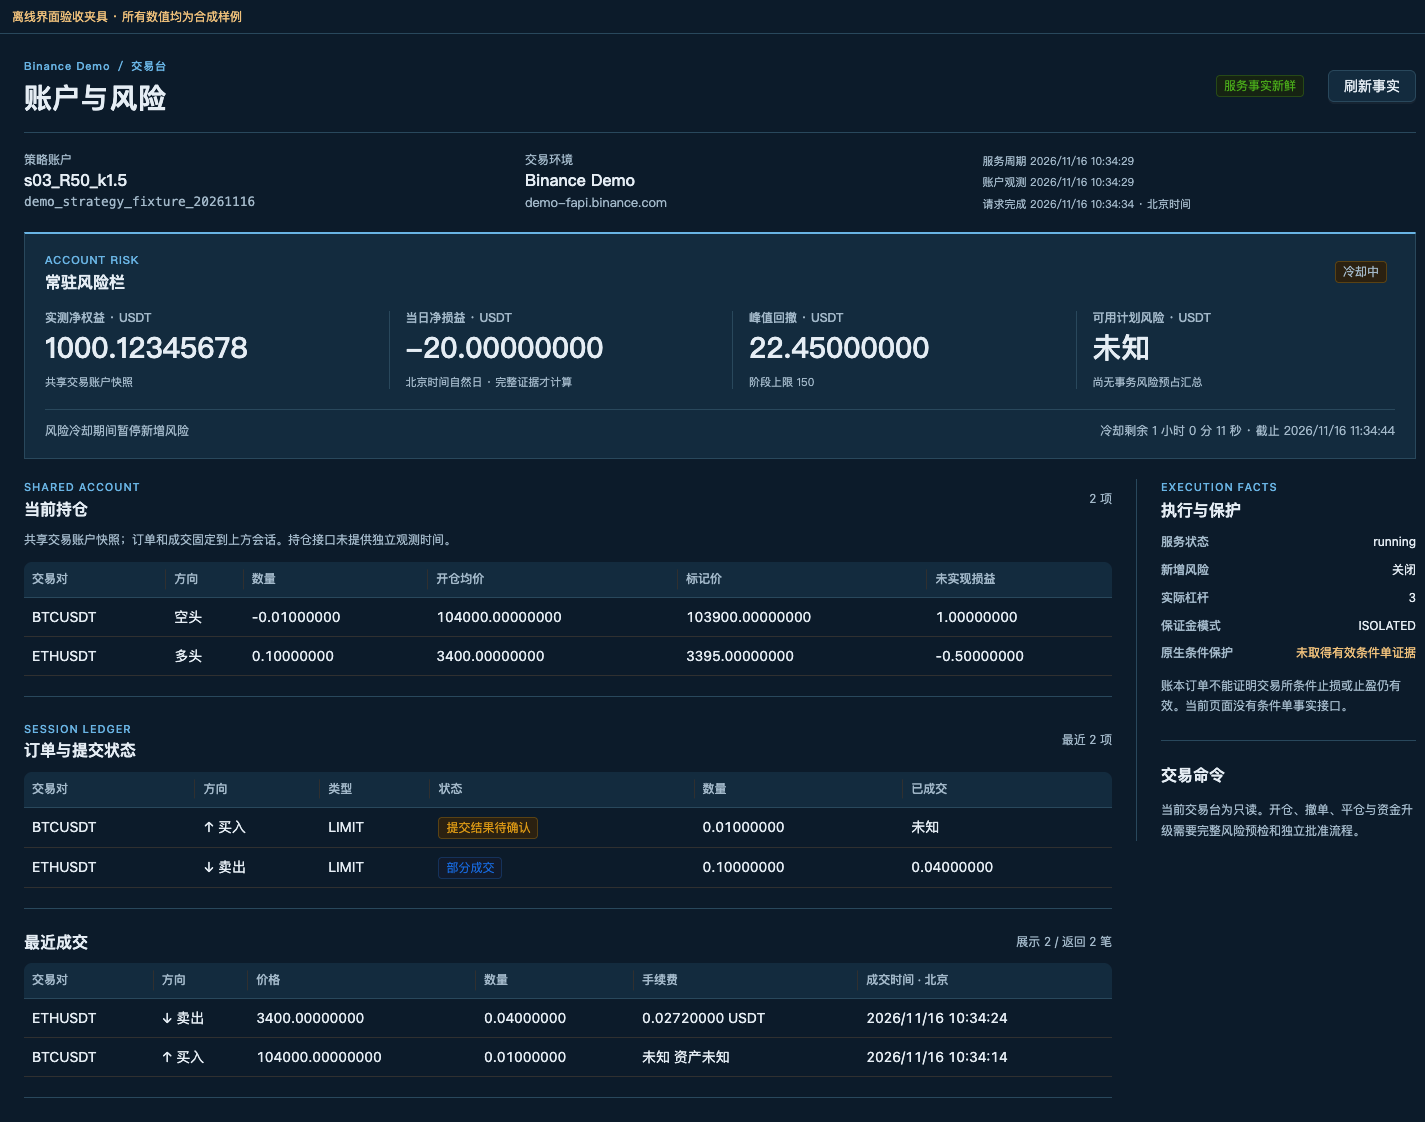 离线界面验收夹具 · 所有数值均为合成样例
Binance Demo / 交易台
账户与风险
服务事实新鲜
刷新事实
策略账户
s03_R50_k1.5
demo_strategy_fixture_20261116
交易环境
Binance Demo
demo-fapi.binance.com
服务周期 2026/11/16 10:34:29
账户观测 2026/11/16 10:34:29
请求完成 2026/11/16 10:34:34 · 北京时间
ACCOUNT RISK
常驻风险栏
冷却中
实测净权益 · USDT
1000.12345678
共享交易账户快照
当日净损益 · USDT
−20.00000000
北京时间自然日 · 完整证据才计算
峰值回撤 · USDT
22.45000000
阶段上限 150
可用计划风险 · USDT
未知
尚无事务风险预占汇总
风险冷却期间暂停新增风险
冷却剩余 1 小时 0 分 11 秒 · 截止 2026/11/16 11:34:44
SHARED ACCOUNT
当前持仓
2 项
共享交易账户快照；订单和成交固定到上方会话。持仓接口未提供独立观测时间。
交易对 方向 数量 开仓均价 标记价 未实现损益
BTCUSDT 空头 -0.01000000 104000.00000000 103900.00000000 1.00000000
ETHUSDT 多头 0.10000000 3400.00000000 3395.00000000 -0.50000000
SESSION LEDGER
订单与提交状态
最近 2 项
交易对 方向 类型 状态 数量 已成交
BTCUSDT ↑ 买入 LIMIT 提交结果待确认 0.01000000 未知
ETHUSDT ↓ 卖出 LIMIT 部分成交 0.10000000 0.04000000
最近成交
展示 2 / 返回 2 笔
交易对 方向 价格 数量 手续费 成交时间 · 北京
ETHUSDT ↓ 卖出 3400.00000000 0.04000000 0.02720000 USDT 2026/11/16 10:34:24
BTCUSDT ↑ 买入 104000.00000000 0.01000000 未知 资产未知 2026/11/16 10:34:14
EXECUTION FACTS
执行与保护
服务状态 running
新增风险 关闭
实际杠杆 3
保证金模式 ISOLATED
原生条件保护 未取得有效条件单证据
账本订单不能证明交易所条件止损或止盈仍有
效。当前页面没有条件单事实接口。
交易命令
当前交易台为只读。开仓、撤单、平仓与资金升
级需要完整风险预检和独立批准流程。